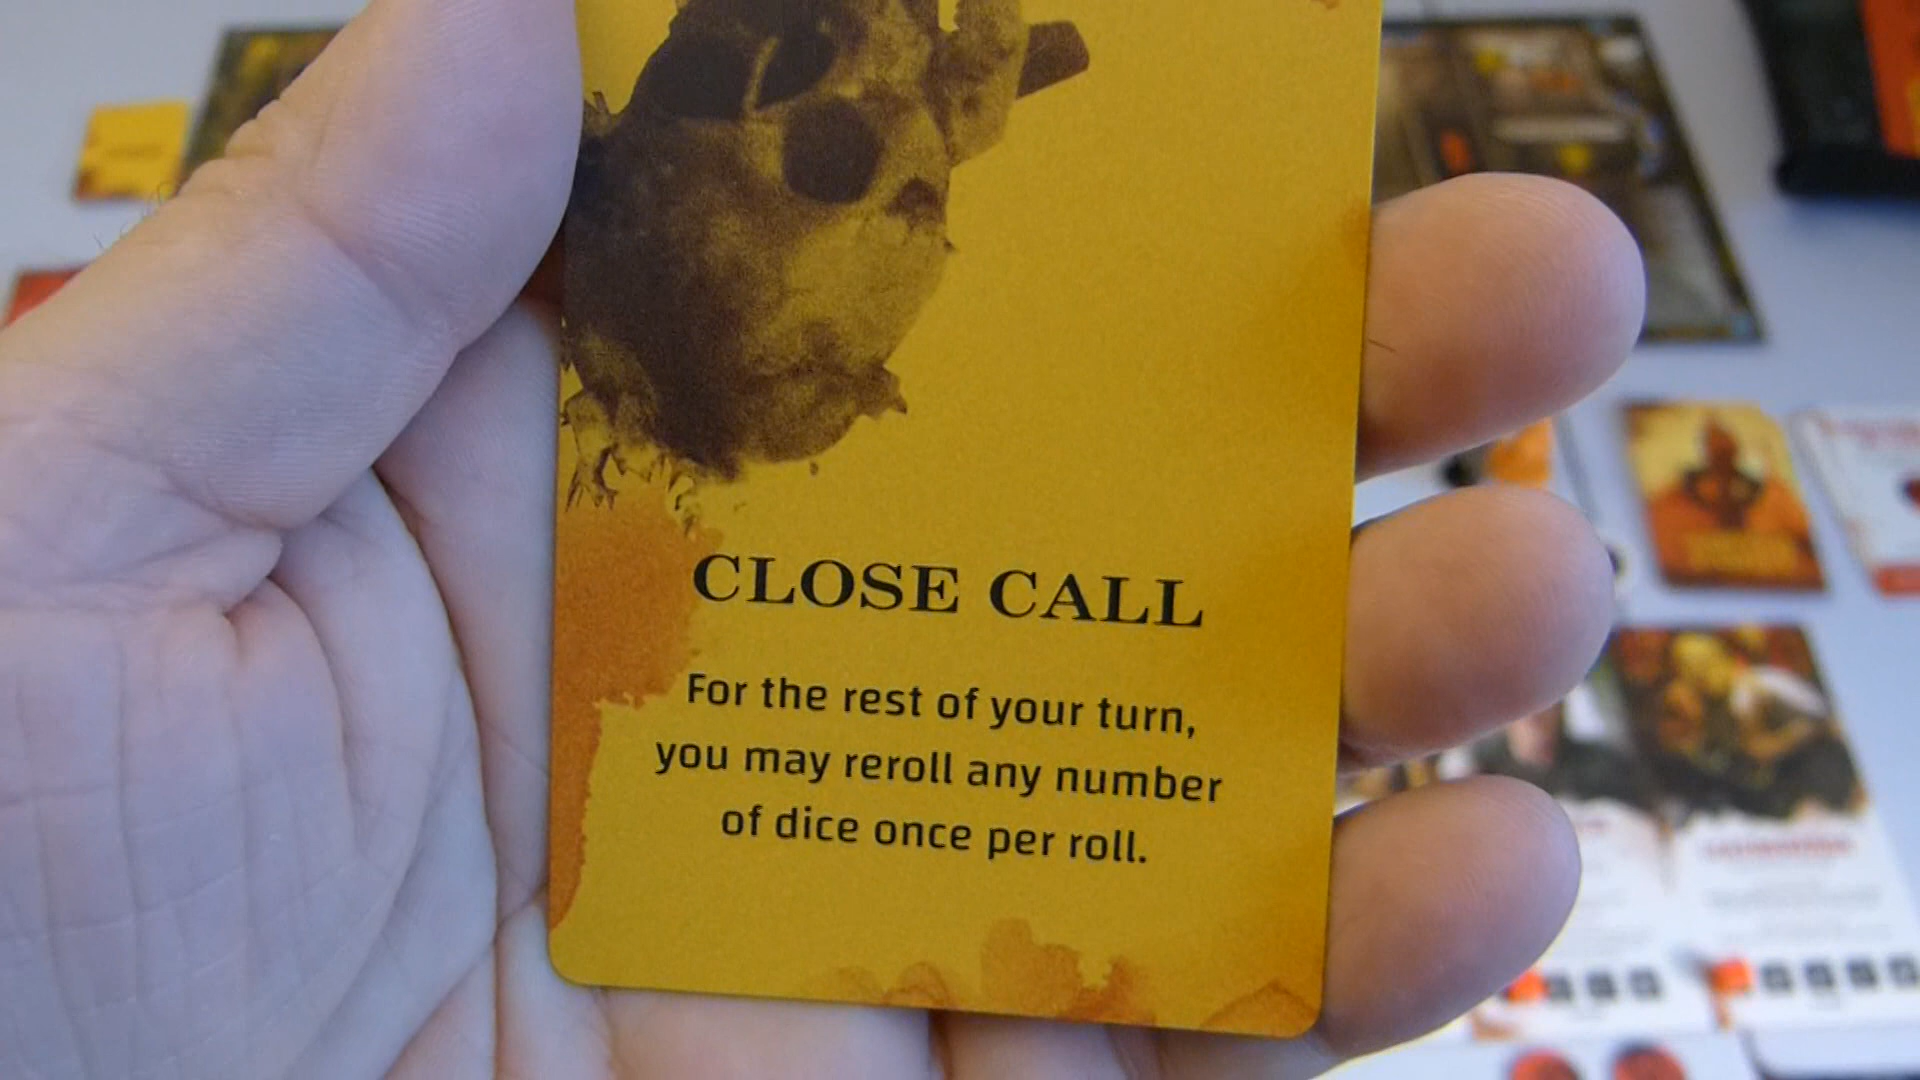 CLOSE CALL
For the rest of your turn,
you may reroll any number
of dice once per roll.